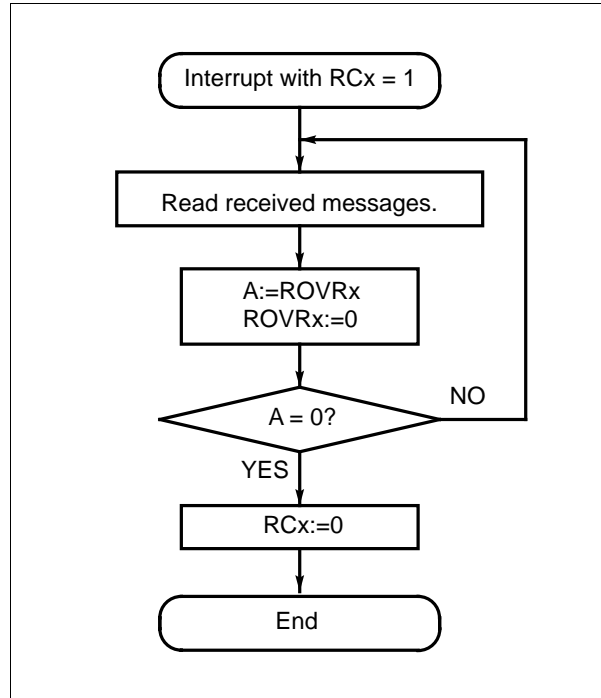 Interrupt with RCx = 1
Read received messages.
A:=ROVRx
ROVRx:=0
A = 0?
NO
YES
RCx:=0
End